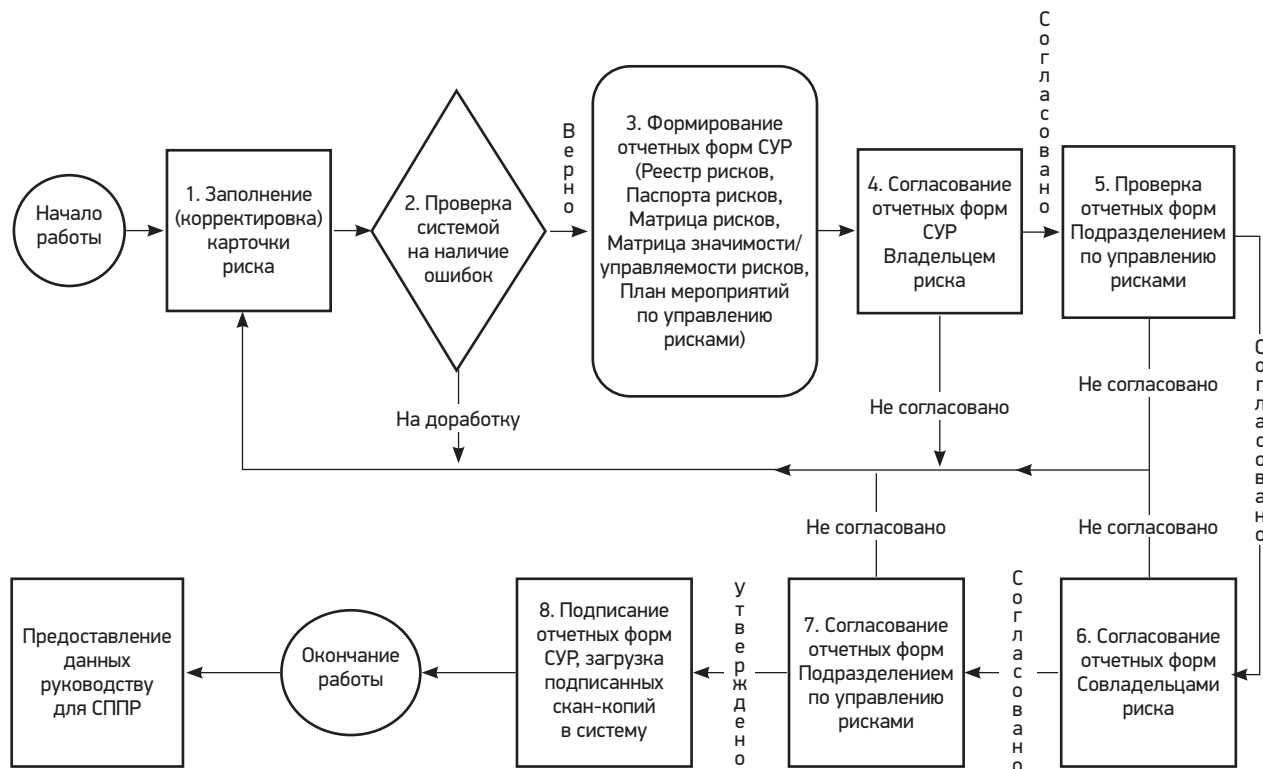 Начало
работы
1. Заполнение
(корректировка)
карточки
риска
2. Проверка
системой
на наличие
ошибок
На доработку
Верно
3. Формирование
отчетных форм СУР
(Реестр рисков,
Паспорта рисков,
Матрица рисков,
Матрица значимости/
управляемости рисков,
План мероприятий
по управлению
рисками)
4. Согласование
отчетных форм
СУР
Владельцем
риска
Не согласовано
Согласовано
5. Проверка
отчетных форм
Подразделением
по управлению
рисками
Не согласовано
Согласовано
6. Согласование
отчетных форм
Совладельцами
риска
Не согласовано
Согласовано
7. Согласование
отчетных форм
Подразделением
по управлению
рисками
Не согласовано
Утверждено
8. Подписание
отчетных форм
СУР, загрузка
подписанных
скан-копий
в систему
Окончание
работы
Предоставление
данных
руководству
для СППР